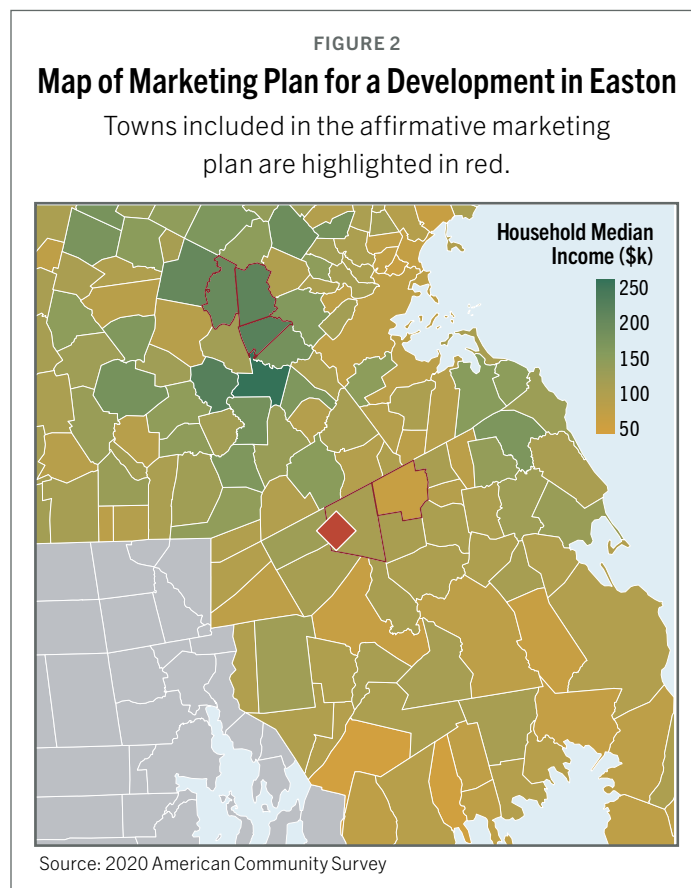 FIGURE 2
Map of Marketing Plan for a Development in Easton
Towns included in the affirmative marketing
plan are highlighted in red.
Household Median
Income ($k)
250
200
150
100
50
Source: 2020 American Community Survey